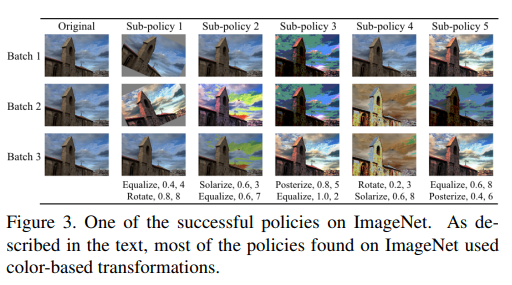 Original Sub-policy 1 Sub-policy 2 Sub-policy 3 Sub-policy 4 Sub-policy 5
Batch 1
Batch 2
Batch 3
Equalize, 0.4, 4 Solarize, 0.6, 3 Posterize, 0.8, 5 Rotate, 0.2, 3 Equalize, 0.6, 8
Rotate, 0.8, 8 Equalize, 0.6, 7 Equalize, 1.0, 2 Solarize, 0.6, 8 Posterize, 0.4, 6
Figure 3. One of the successful policies on ImageNet. As de-
scribed in the text, most of the policies found on ImageNet used
color-based transformations.